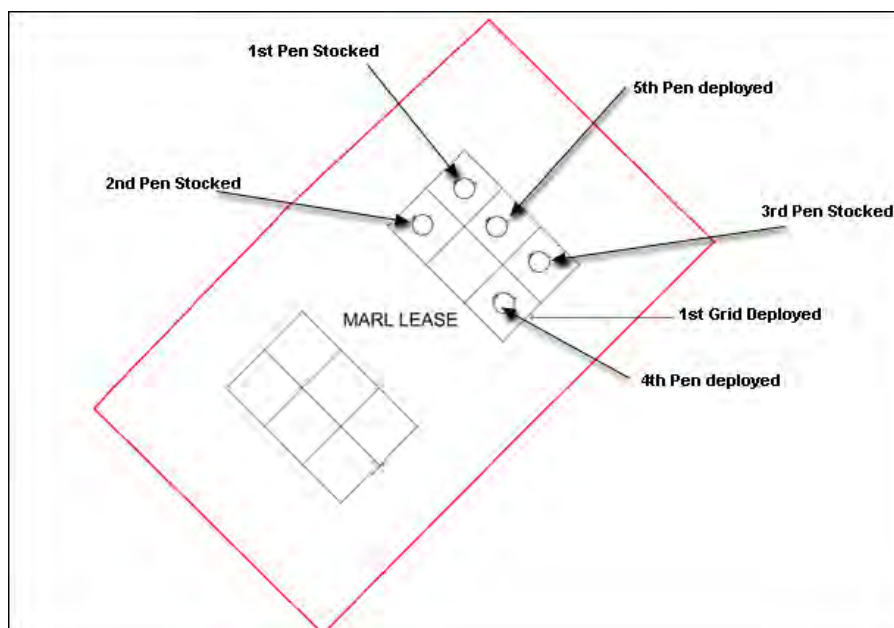 1st Pen Stocked
5th Pen deployed
2nd Pen Stocked
3rd Pen Stocked
MARL LEASE
1st Grid Deployed
4th Pen deployed